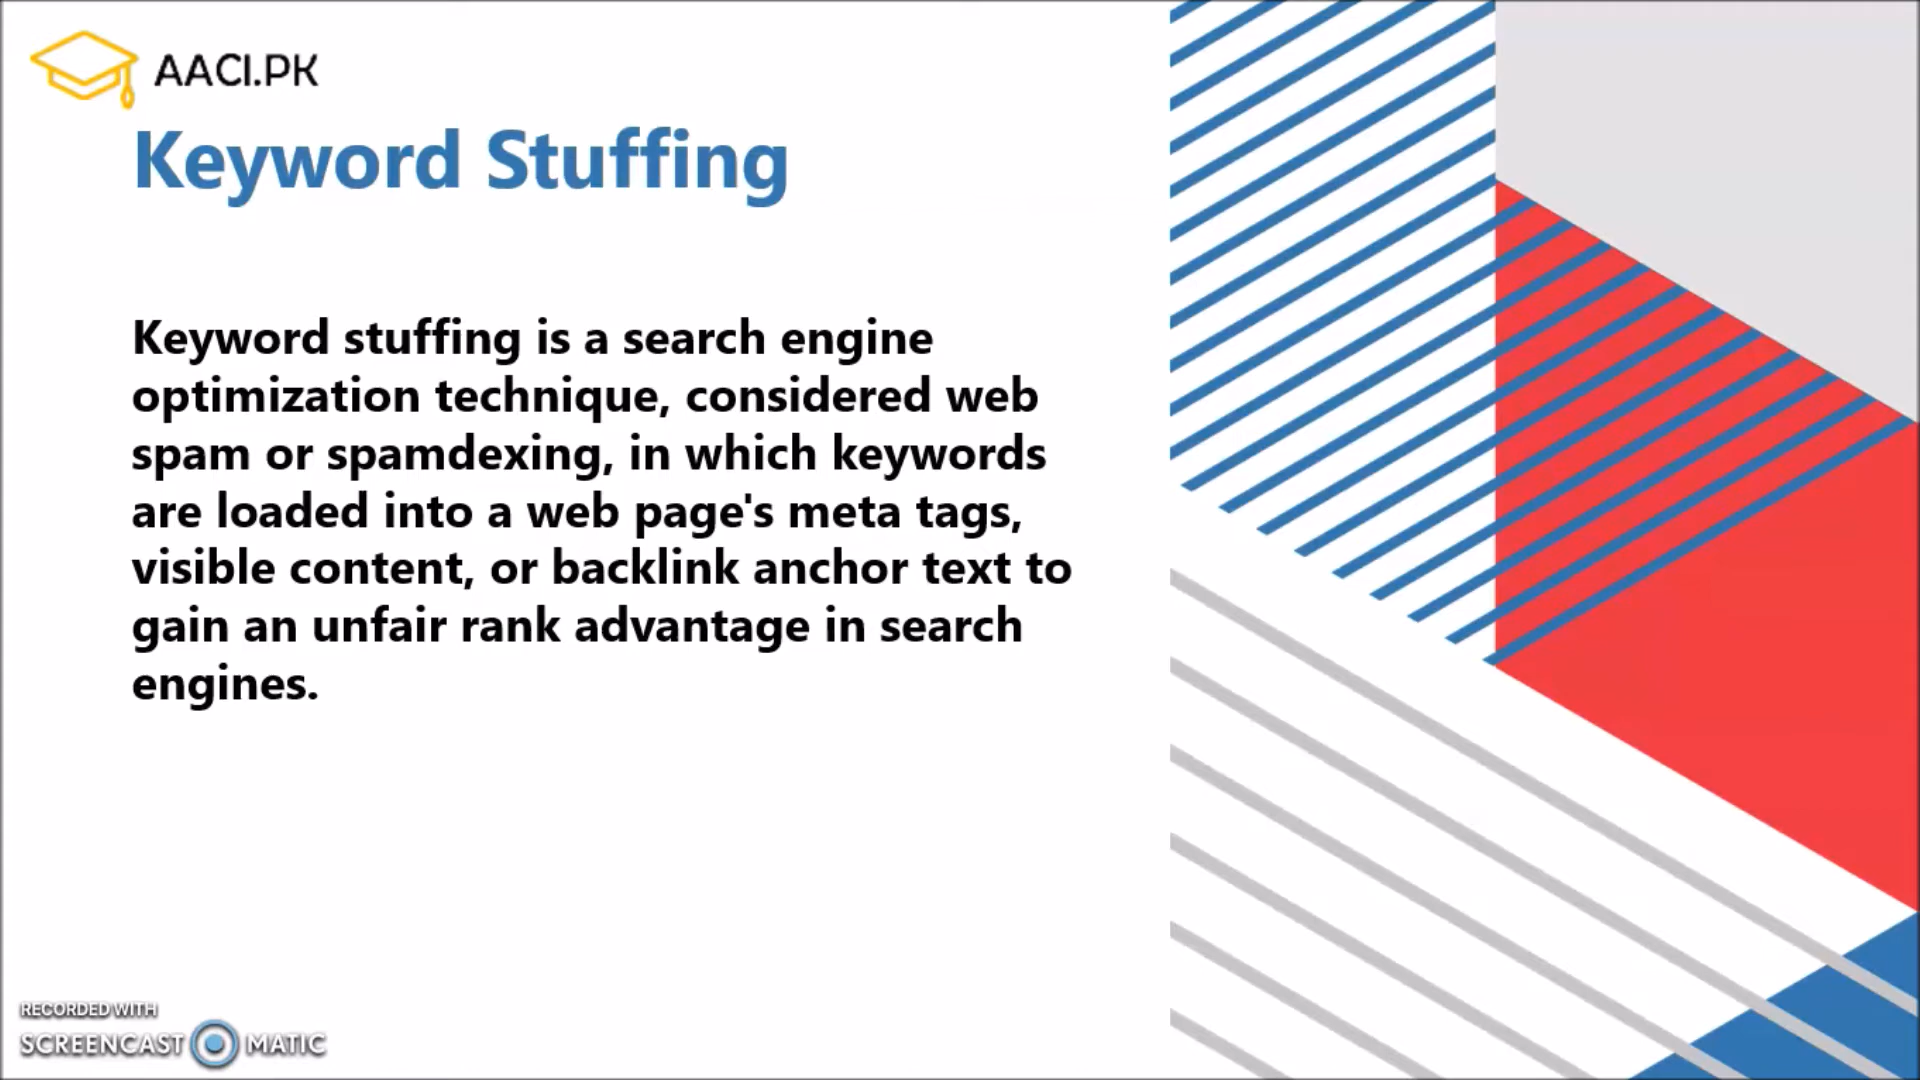 AACI.PK
Keyword Stuffing
Keyword stuffing is a search engine
optimization technique, considered web
spam or spamdexing, in which keywords
are loaded into a web page's meta tags,
visible content, or backlink anchor text to
gain an unfair rank advantage in search
engines.
RECORDED WITH
SCREENCAST MATIC